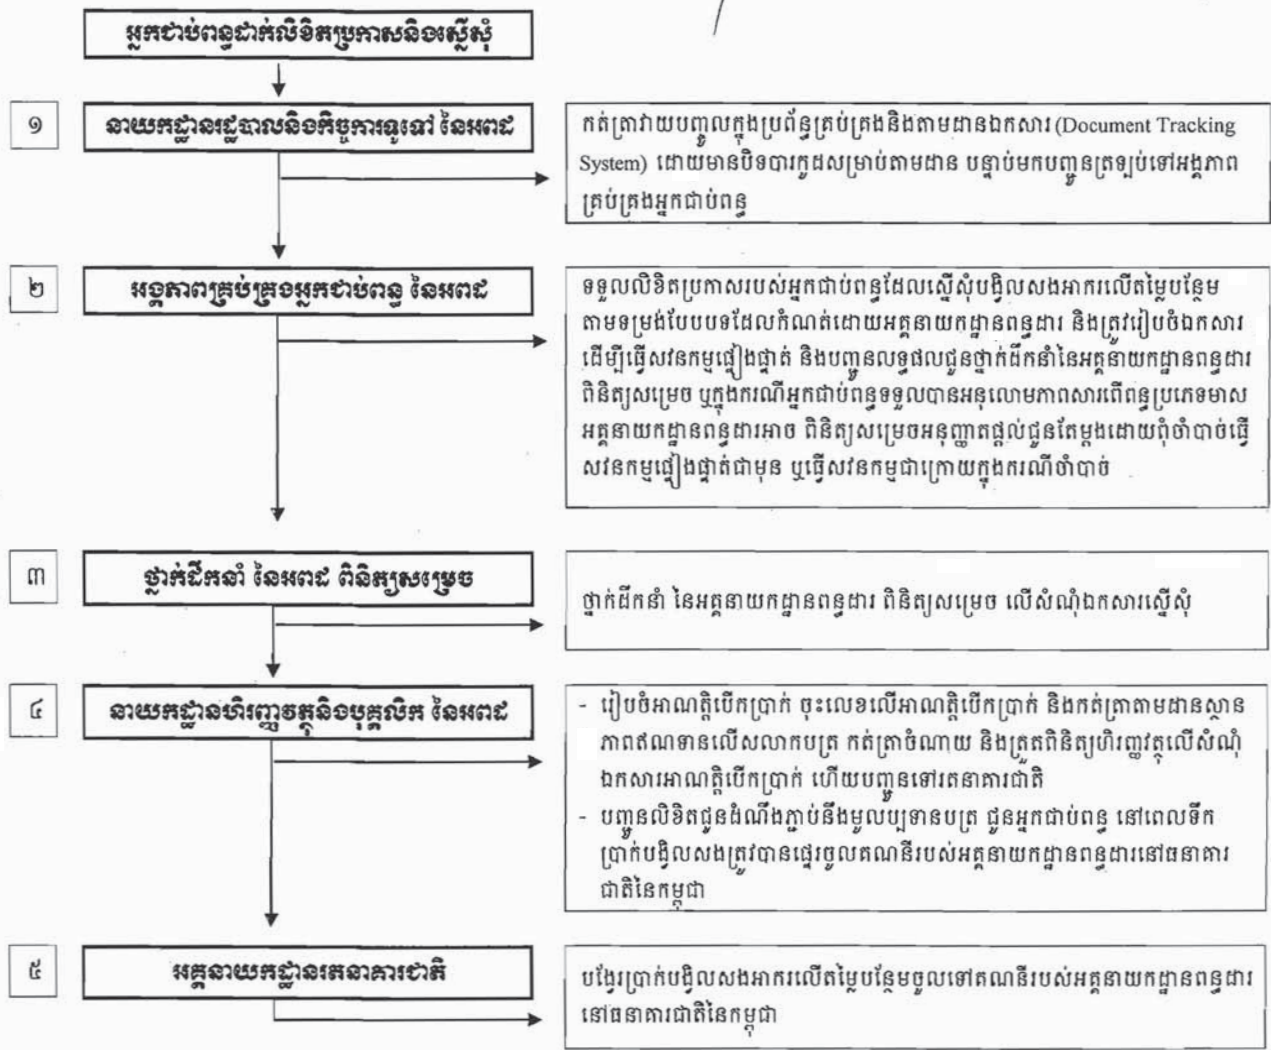 អ្នកជាប់ពន្ធដាក់លិខិតប្រកាសនិងស្នើសុំ
១
នាយកដ្ឋានរដ្ឋបាលនិងកិច្ចការទូទៅ នៃអពដ
កត់ត្រាវាយបញ្ចូលក្នុងប្រព័ន្ធគ្រប់គ្រងនិងតាមដានឯកសារ (Document Tracking
System) ដោយមានបិទបារកូដសម្រាប់តាមដាន បន្ទាប់មកបញ្ជូនត្រឡប់ទៅអង្គភាព
គ្រប់គ្រងអ្នកជាប់ពន្ធ
២
អង្គភាពគ្រប់គ្រងអ្នកជាប់ពន្ធ នៃអពដ
ទទួលលិខិតប្រកាសរបស់អ្នកជាប់ពន្ធដែលស្នើសុំបង្វិលសងអាករលើតម្លៃបន្ថែម
តាមទម្រង់បែបបទដែលកំណត់ដោយអគ្គនាយកដ្ឋានពន្ធដារ និងត្រូវរៀបចំឯកសារ
ដើម្បីធ្វើសវនកម្មផ្ទៀងផ្ទាត់ និងបញ្ជូនលទ្ធផលជូនថ្នាក់ដឹកនាំនៃអគ្គនាយកដ្ឋានពន្ធដារ
ពិនិត្យសម្រេច ឬក្នុងករណីអ្នកជាប់ពន្ធទទួលបានអនុលោមភាពសារពើពន្ធប្រភេទមាស
អគ្គនាយកដ្ឋានពន្ធដារអាច ពិនិត្យសម្រេចអនុញ្ញាតផ្តល់ជូនតែម្តងដោយពុំចាំបាច់ធ្វើ
សវនកម្មផ្ទៀងផ្ទាត់ជាមុន ឬធ្វើសវនកម្មជាក្រោយក្នុងករណីចាំបាច់
៣
ថ្នាក់ដឹកនាំ នៃអពដ ពិនិត្យសម្រេច
ថ្នាក់ដឹកនាំ នៃអគ្គនាយកដ្ឋានពន្ធដារ ពិនិត្យសម្រេច លើសំណុំឯកសារស្នើសុំ
៤
នាយកដ្ឋានហិរញ្ញវត្ថុនិងបុគ្គលិក នៃអពដ
- រៀបចំអាណត្តិបើកប្រាក់ ចុះលេខលើអាណត្តិបើកប្រាក់ និងកត់ត្រាតាមដានស្ថាន
ភាពឥណទានលើសលាកបត្រ កត់ត្រាចំណាយ និងត្រួតពិនិត្យហិរញ្ញវត្ថុលើសំណុំ
ឯកសារអាណត្តិបើកប្រាក់ ហើយបញ្ជូនទៅរតនាគារជាតិ
- បញ្ជូនលិខិតជូនដំណឹងភ្ជាប់នឹងមូលប្បទានបត្រ ជូនអ្នកជាប់ពន្ធ នៅពេលទឹក
ប្រាក់បង្វិលសងត្រូវបានផ្ទេរចូលគណនីរបស់អគ្គនាយកដ្ឋានពន្ធដារនៅធនាគារ
ជាតិនៃកម្ពុជា
៥
អគ្គនាយកដ្ឋានរតនាគារជាតិ
បង្វែរប្រាក់បង្វិលសងអាករលើតម្លៃបន្ថែមចូលទៅគណនីរបស់អគ្គនាយកដ្ឋានពន្ធដារ
នៅធនាគារជាតិនៃកម្ពុជា